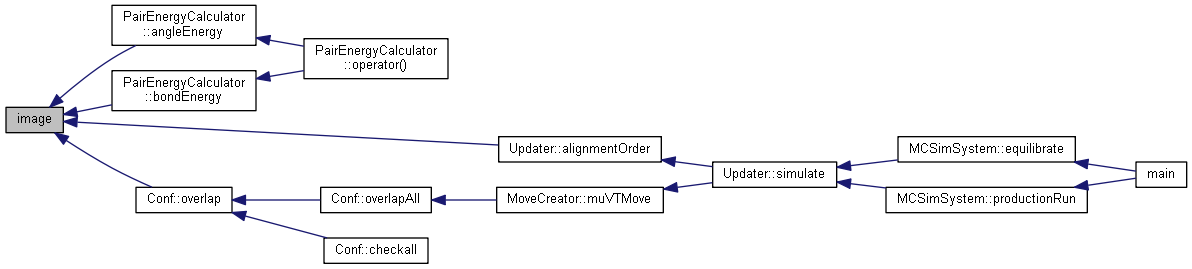 PairEnergyCalculator
::angleEnergy
PairEnergyCalculator
::operator()
PairEnergyCalculator
::bondEnergy
image
Updater::alignmentOrder
MCSimSystem::equilibrate
Updater::simulate
main
Conf::overlap
Conf::overlapAll
MoveCreator::muVTMove
MCSimSystem::productionRun
Conf::checkall